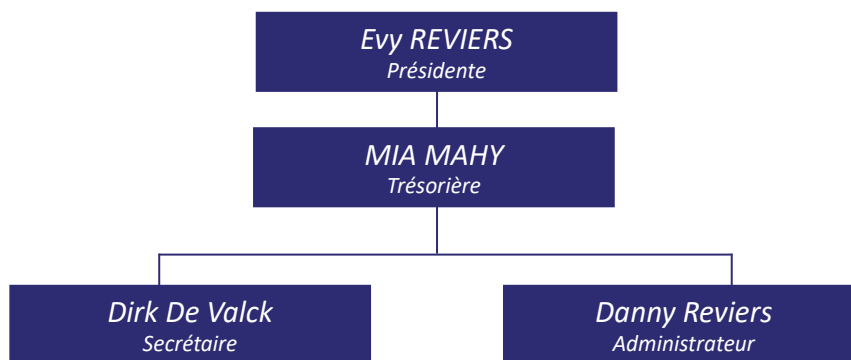 Evy REVIERS
Présidente
MIA MAHY
Trésorière
Dirk De Valck
Secrétaire
Danny Reviers
Administrateur